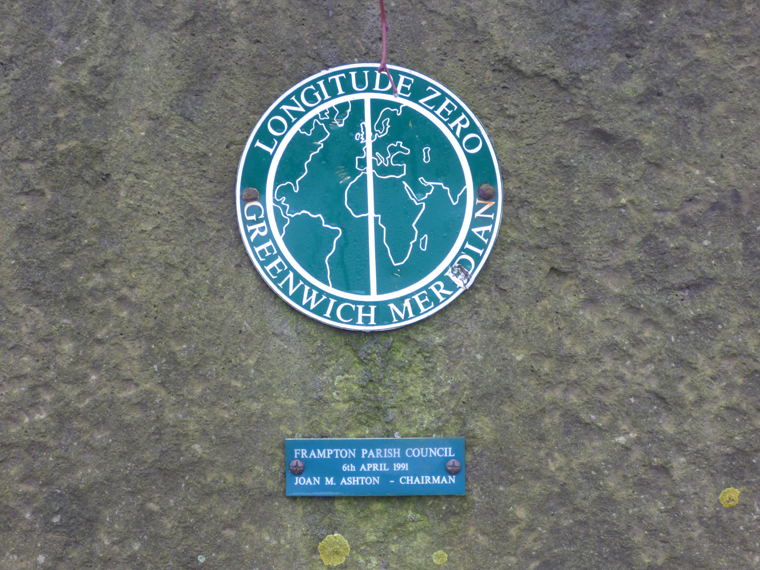 LONGITUDE ZERO
GREENWICH MERIDIAN
FRAMPTON PARISH COUNCIL
6th APRIL 1991
JOAN M. ASHTON - CHAIRMAN